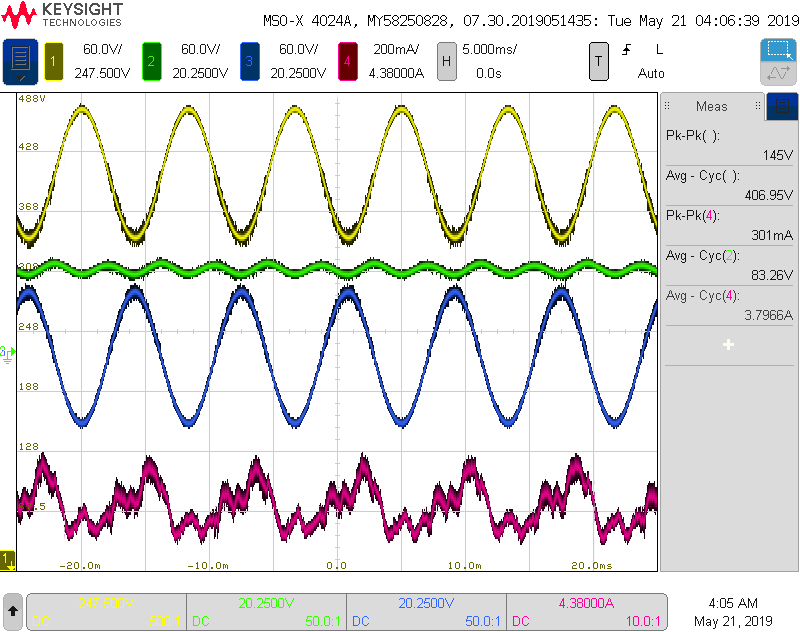 KEYSIGHT
TECHNOLOGIES
MSO-X 4024A, MY58250828, 07.30.2019051435: Tue May 21 04:06:39 2019
1 60.0V/ 2 60.0V/ 3 60.0V/ 4 200mA/ H 5.000ms/ T L
247.500V 20.2500V 20.2500V 4.38000A 0.0s Auto
488V
428
368
248
188
128
-20.0m -10.0m 0.0 10.0m 20.0ms
1
Meas
Pk-Pk( ):
145V
Avg - Cyc( ):
406.95V
Pk-Pk(4):
301mA
Avg - Cyc(2):
83.26V
Avg - Cyc(4):
3.7966A
247.500V 20.2500V 20.2500V 4.38000A
DC DC 50.0:1 DC 50.0:1 DC 10.0:1
4:05 AM
May 21, 2019